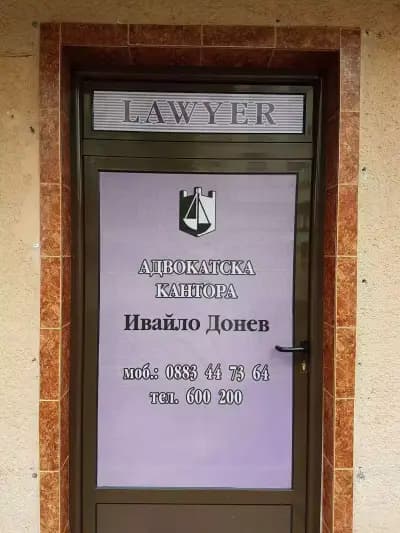 LAWYER
АДВОКАТСКА
КАНТОРА
Ивайло Донев
моб.: 0883 44 73 64
тел. 600 200